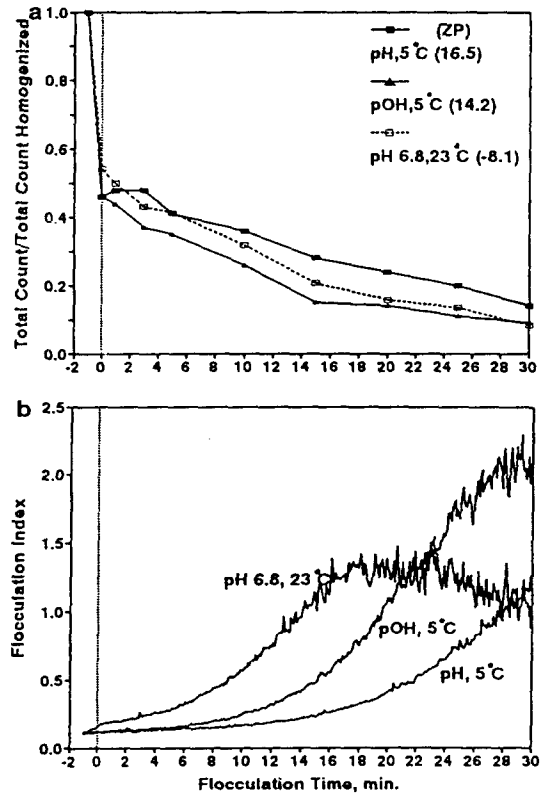 a
Total Count/Total Count Homogenized
1.0
0.8
0.6
0.4
0.2
0.0
(ZP)
pH,5°C (16.5)
pOH,5°C (14.2)
pH 6.8,23°C (-8.1)
-2 0 2 4 6 8 10 12 14 16 18 20 22 24 26 28 30
b
Flocculation Index
2.5
2.0
1.5
1.0
0.5
0.0
pH 6.8, 23°C
pOH, 5°C
pH, 5°C
-2 0 2 4 6 8 10 12 14 16 18 20 22 24 26 28 30
Flocculation Time, min.